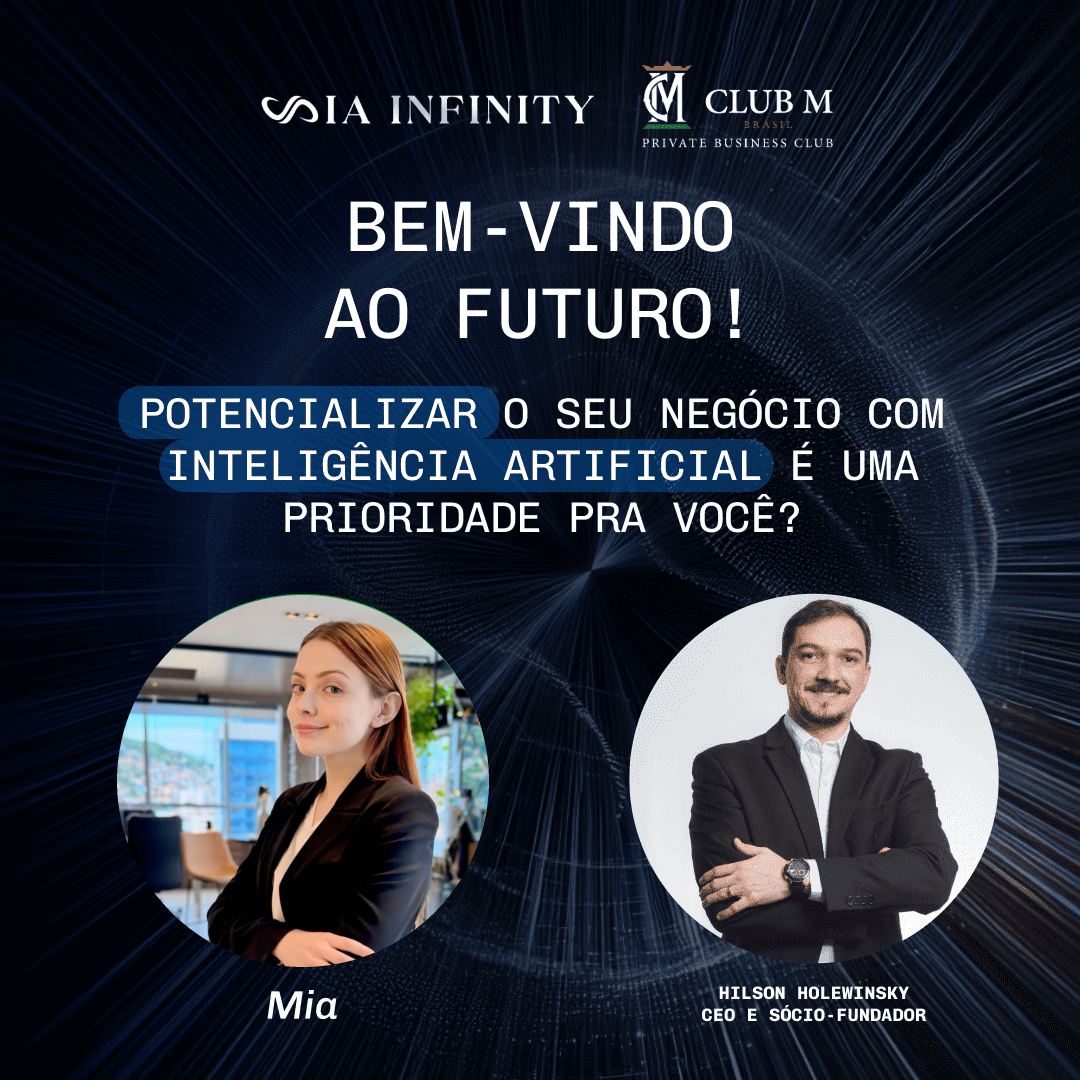 IA INFINITY
CM CLUB M
BRASIL
PRIVATE BUSINESS CLUB
BEM-VINDO
AO FUTURO!
POTENCIALIZAR O SEU NEGÓCIO COM
INTELIGÊNCIA ARTIFICIAL É UMA
PRIORIDADE PRA VOCÊ?
Mia
HILSON HOLEWINSKY
CEO E SÓCIO-FUNDADOR